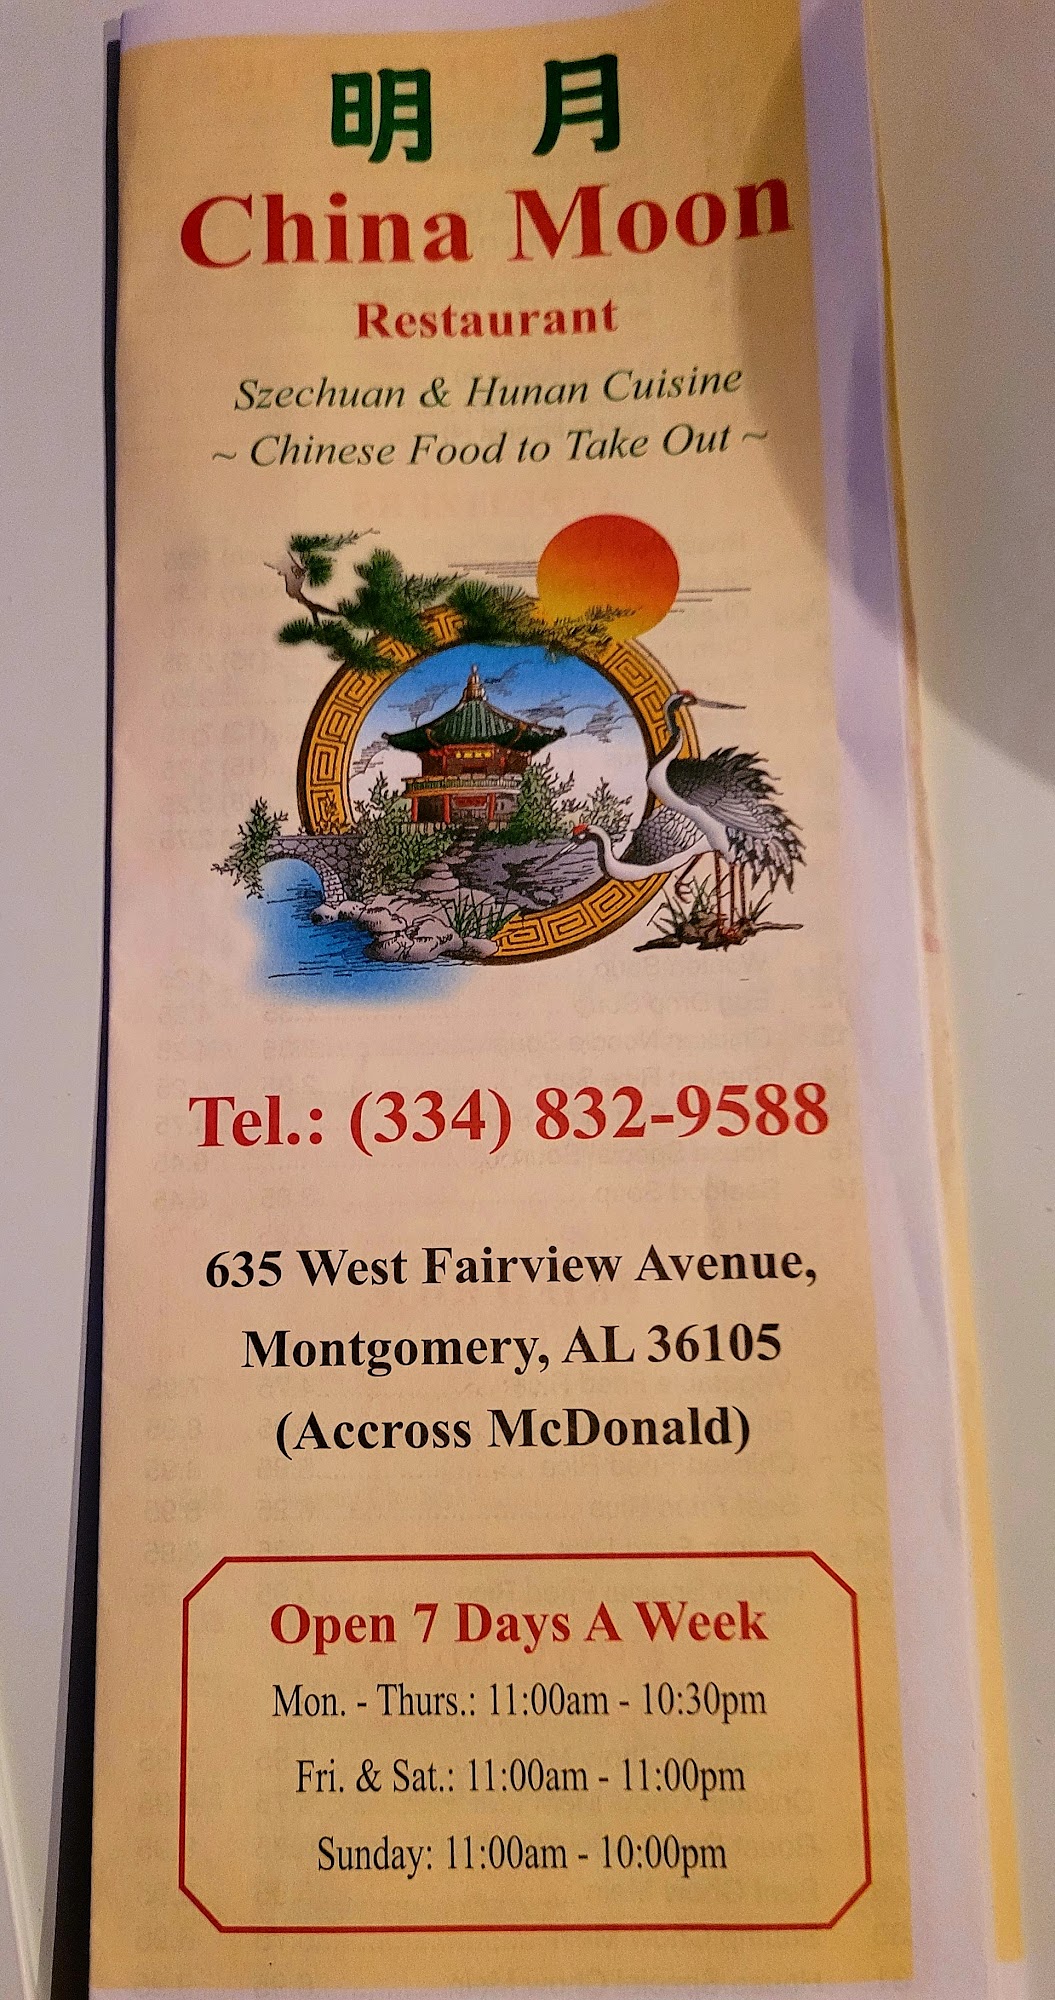 明 月
China Moon
Restaurant
Szechuan & Hunan Cuisine
~ Chinese Food to Take Out ~
Tel.: (334) 832-9588
635 West Fairview Avenue,
Montgomery, AL 36105
(Accross McDonald)
Open 7 Days A Week
Mon. - Thurs.: 11:00am - 10:30pm
Fri. & Sat.: 11:00am - 11:00pm
Sunday: 11:00am - 10:00pm